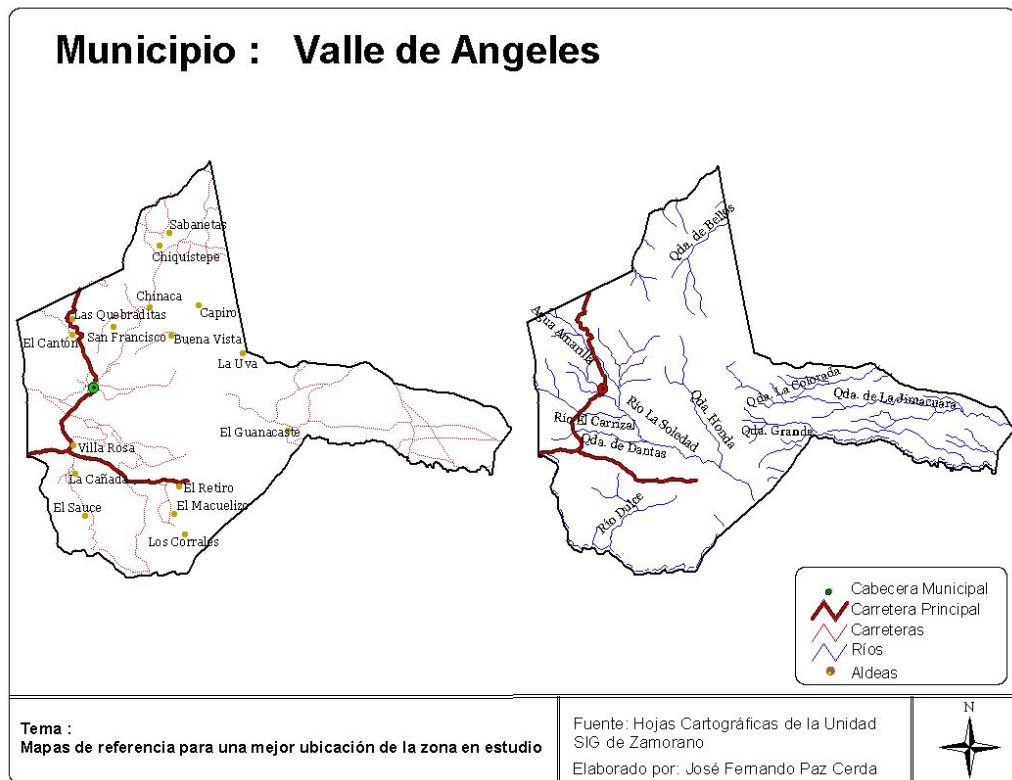 Municipio : Valle de Angeles
Sabanetas
Chiquistepe
Chinaca
Las Quebraditas
Capiro
El Cantón
San Francisco
Buena Vista
La Uva
El Guanacaste
Villa Rosa
La Cañada
El Retiro
El Sauce
El Macuelizo
Los Corrales
Qda. de Belles
Agua Amarilla
Qda. La Colorada
Qda. de La Jimacuara
Río La Soledad
Qda. Honda
Río El Carrizal
Qda. Grande
Qda. de Dantas
Río Dulce
Cabecera Municipal
Carretera Principal
Carreteras
Ríos
Aldeas
Tema :
Mapas de referencia para una mejor ubicación de la zona en estudio
Fuente: Hojas Cartográficas de la Unidad
SIG de Zamorano
Elaborado por: José Fernando Paz Cerda
N